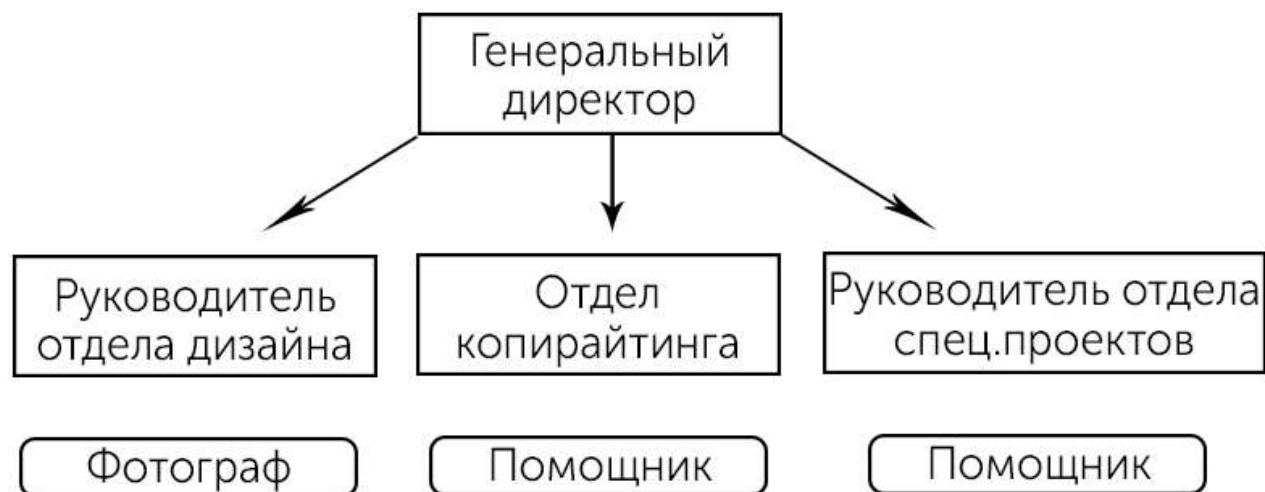 Генеральный
директор
Руководитель
отдела дизайна
Отдел
копирайтинга
Руководитель отдела
спец.проектов
Фотограф
Помощник
Помощник